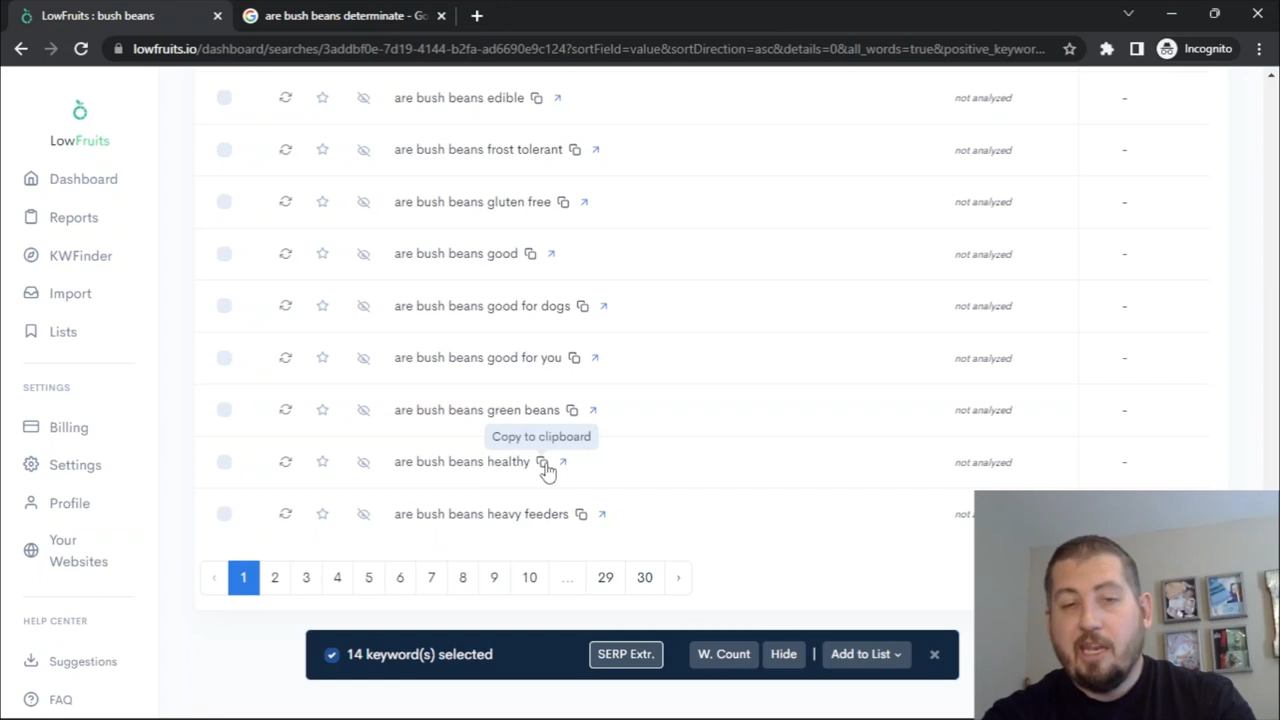 LowFruits : bush beans
are bush beans determinate - Go
lowfruits.io/dashboard/searches/3addbf0e-7d19-4144-b2fa-ad6690e9c124?sortField=value&sortDirection=asc&details=0&all_words=true&positive_keywor...
Incognito
LowFruits
Dashboard
Reports
KWFinder
Import
Lists
SETTINGS
Billing
Settings
Profile
Your
Websites
HELP CENTER
Suggestions
FAQ
are bush beans edible not analyzed -
are bush beans frost tolerant not analyzed -
are bush beans gluten free not analyzed -
are bush beans good not analyzed -
are bush beans good for dogs not analyzed -
are bush beans good for you not analyzed -
are bush beans green beans not analyzed -
Copy to clipboard
are bush beans healthy not analyzed -
are bush beans heavy feeders not
‹ 1 2 3 4 5 6 7 8 9 10 ... 29 30 ›
14 keyword(s) selected SERP Extr. W. Count Hide | Add to List